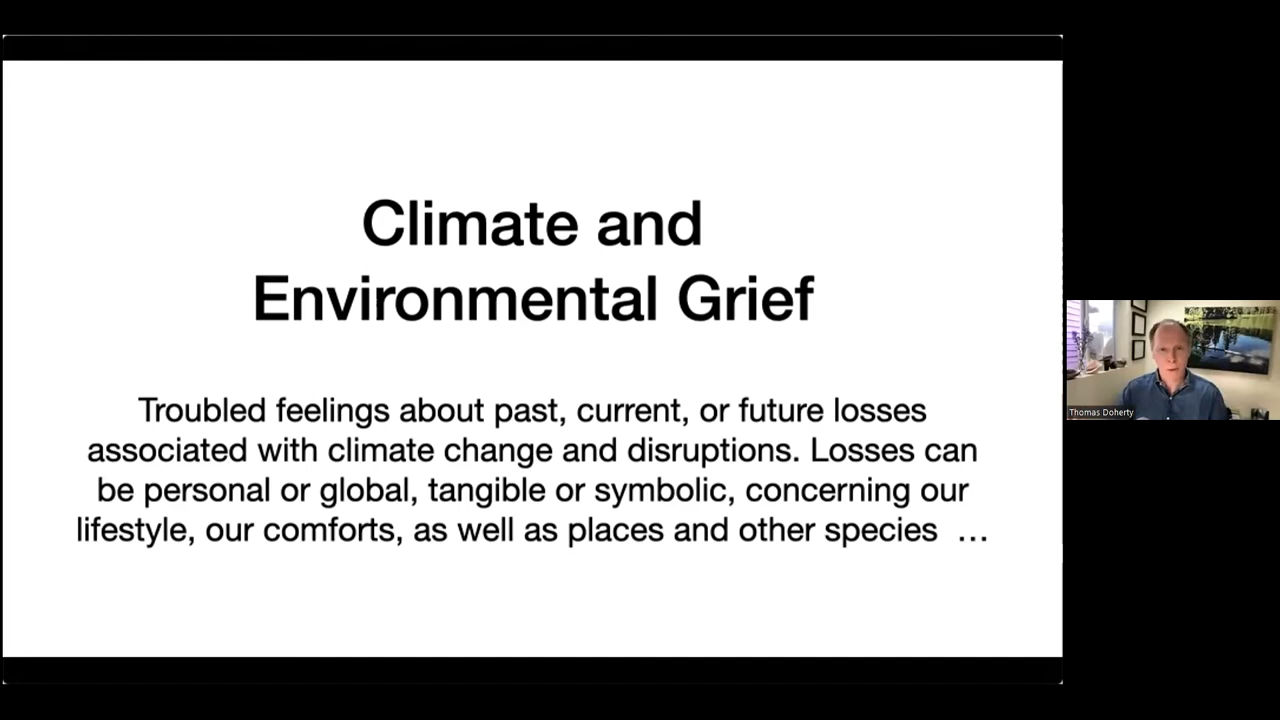 Climate and
Environmental Grief
Troubled feelings about past, current, or future losses
associated with climate change and disruptions. Losses can
be personal or global, tangible or symbolic, concerning our
lifestyle, our comforts, as well as places and other species  …
Thomas Doherty